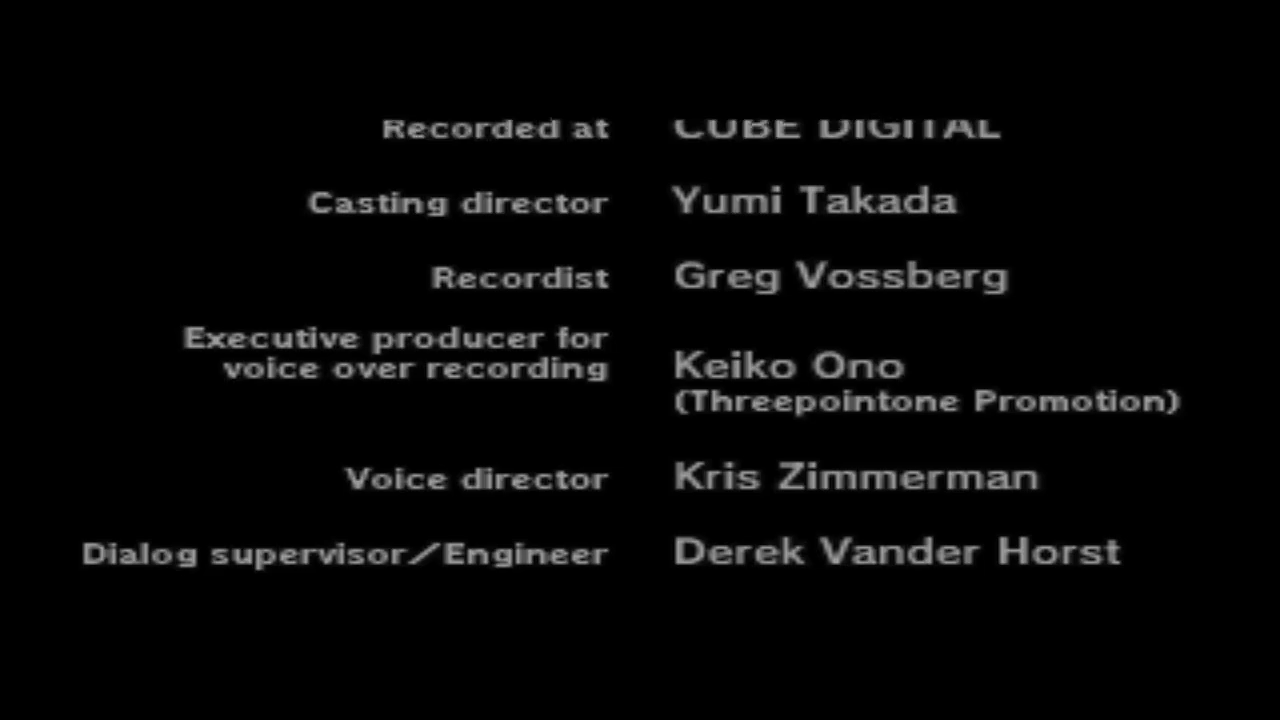 Recorded at CUBE DIGITAL
Casting director Yumi Takada
Recordist Greg Vossberg
Executive producer for
voice over recording Keiko Ono
(Threepointone Promotion)
Voice director Kris Zimmerman
Dialog supervisor/Engineer Derek Vander Horst